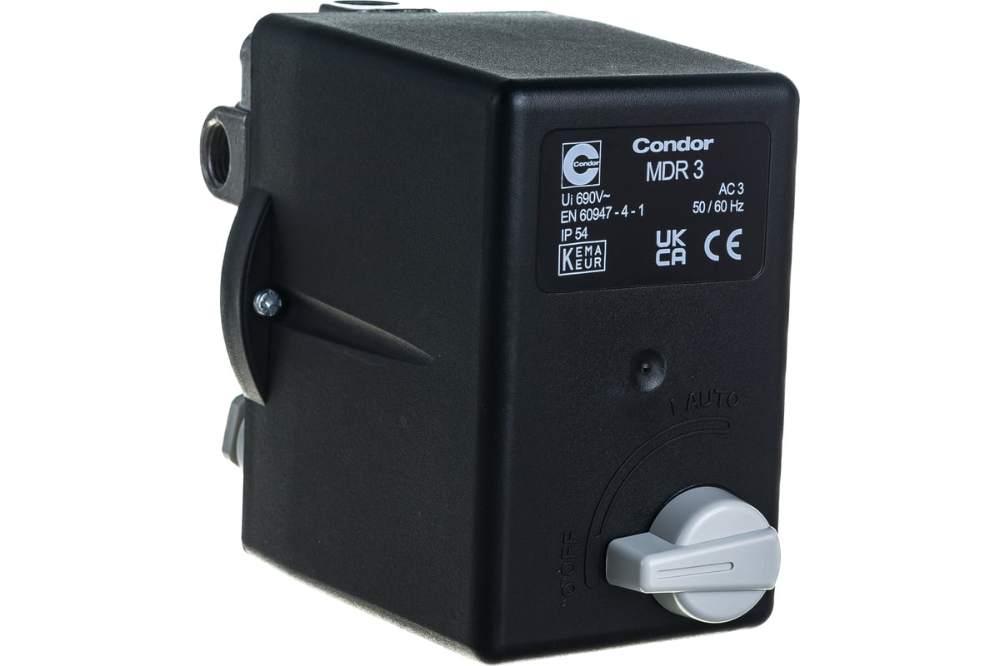 Condor
Condor
MDR 3
Ui 690V~
AC 3
EN 60947 - 4 - 1
50 / 60 Hz
IP 54
KEMA
KEUR
UK
CA
CE
I AUTO
O OFF